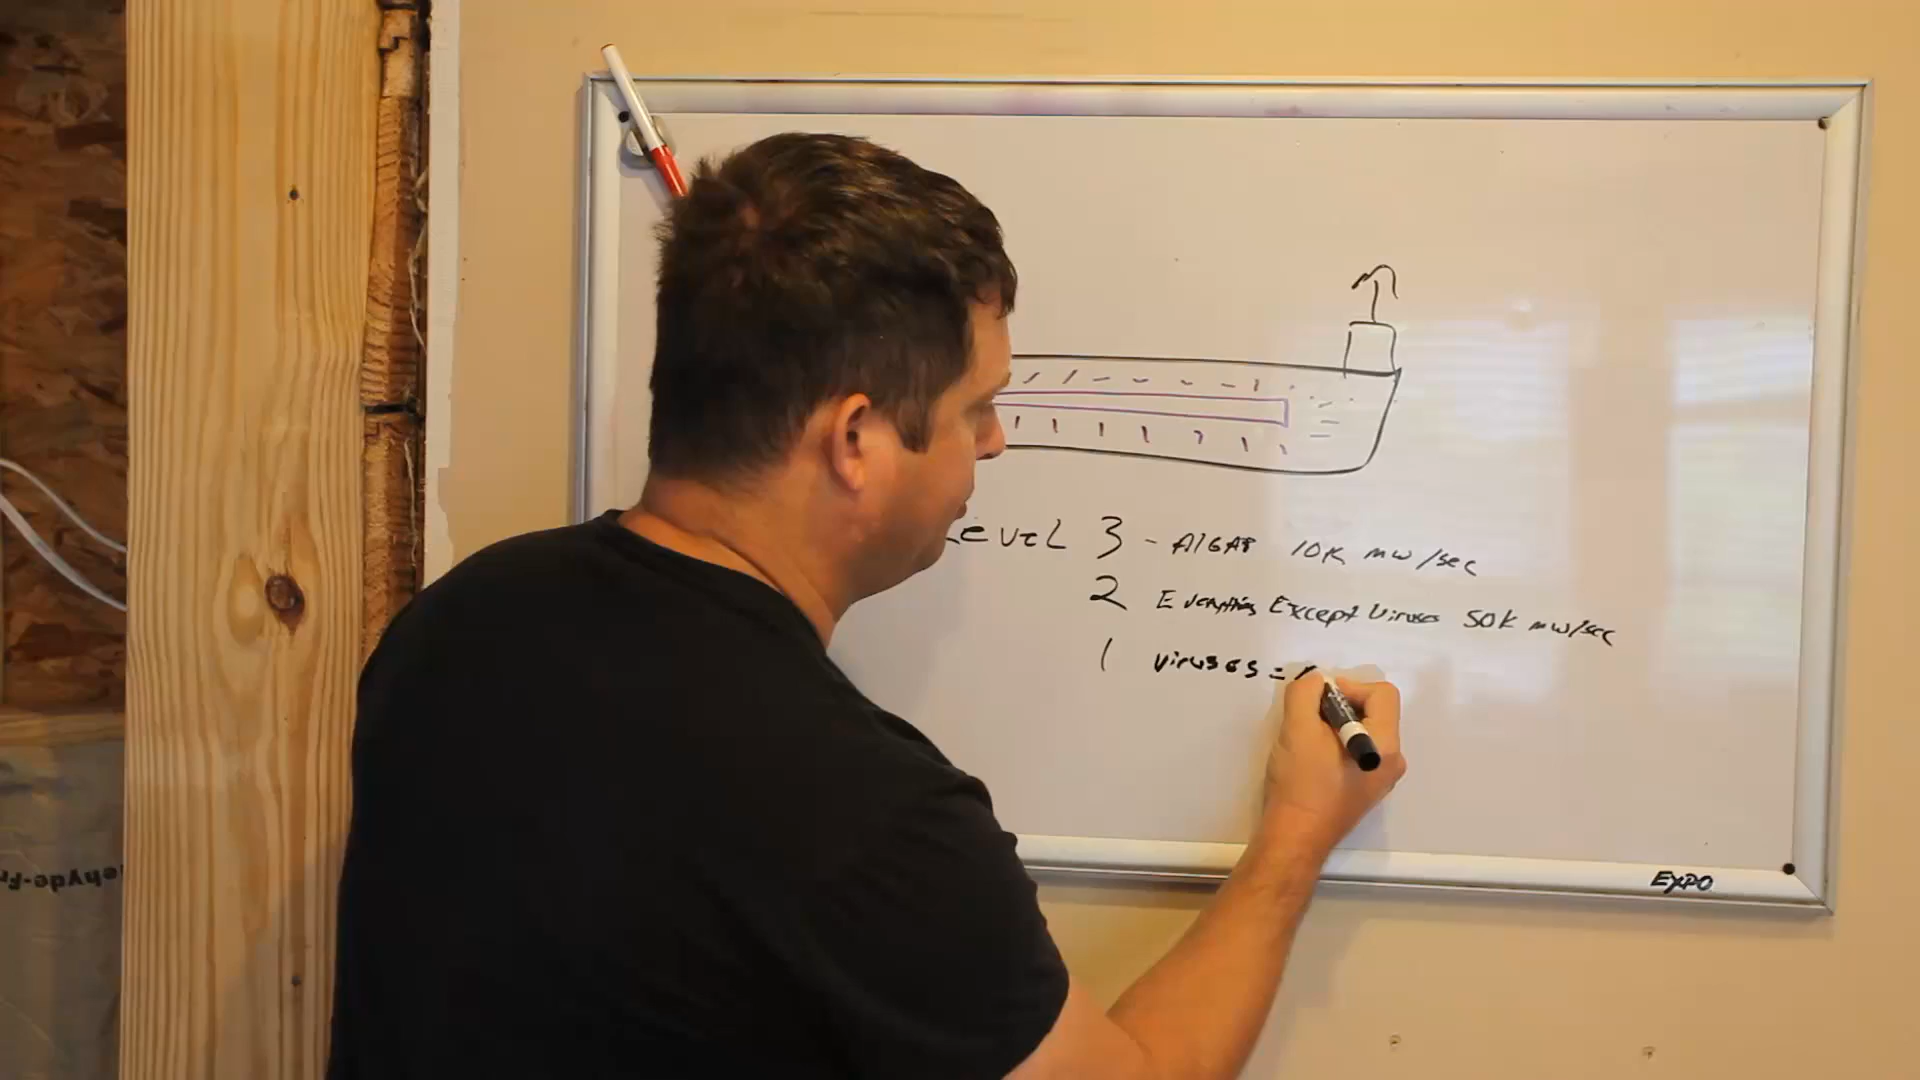 LEVEL 3 - AlGAE 10K mw/sec
2 Everything Except Viruses 50K mw/sec
1 viruses =
EXPO